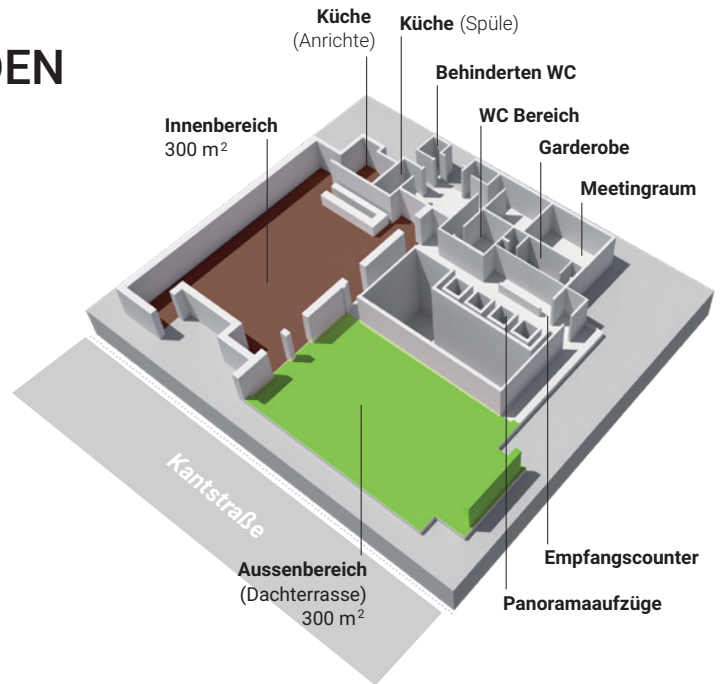 Küche
(Anrichte)
Küche (Spüle)
Behinderten WC
WC Bereich
Innenbereich
300 m²
Garderobe
Meetingraum
Kantstraße
Aussenbereich
(Dachterrasse)
300 m²
Empfangscounter
Panoramaaufzüge